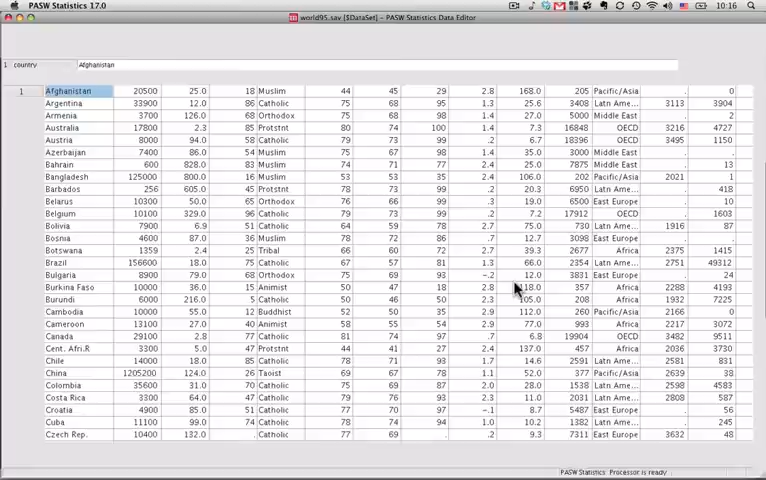 PASW Statistics 17.0 10:16
world95.sav [$DataSet] - PASW Statistics Data Editor
1 country Afghanistan
1 Afghanistan 20500 25.0 18 Muslim 44 45 29 2.8 168.0 205 Pacific/Asia . 0
Argentina 33900 12.0 86 Catholic 75 68 95 1.3 25.6 3408 Latn Ame... 3113 3904
Armenia 3700 126.0 68 Orthodox 75 68 98 1.4 27.0 5000 Middle East . 2
Australia 17800 2.3 85 Protstnt 80 74 100 1.4 7.3 16848 OECD 3216 4727
Austria 8000 94.0 58 Catholic 79 73 99 .2 6.7 18396 OECD 3495 1150
Azerbaijan 7400 86.0 54 Muslim 75 67 98 1.4 35.0 3000 Middle East . .
Bahrain 600 828.0 83 Muslim 74 71 77 2.4 25.0 7875 Middle East . 13
Bangladesh 125000 800.0 16 Muslim 53 53 35 2.4 106.0 202 Pacific/Asia 2021 1
Barbados 256 605.0 45 Protstnt 78 73 99 .2 20.3 6950 Latn Ame... . 418
Belarus 10300 50.0 65 Orthodox 76 66 99 .3 19.0 6500 East Europe . 10
Belgium 10100 329.0 96 Catholic 79 73 99 .2 7.2 17912 OECD . 1603
Bolivia 7900 6.9 51 Catholic 64 59 78 2.7 75.0 730 Latn Ame... 1916 87
Bosnia 4600 87.0 36 Muslim 78 72 86 .7 12.7 3098 East Europe . .
Botswana 1359 2.4 25 Tribal 66 60 72 2.7 39.3 2677 Africa 2375 1415
Brazil 156600 18.0 75 Catholic 67 57 81 1.3 66.0 2354 Latn Ame... 2751 49312
Bulgaria 8900 79.0 68 Orthodox 75 69 93 -.2 12.0 3831 East Europe . 24
Burkina Faso 10000 36.0 15 Animist 50 47 18 2.8 118.0 357 Africa 2288 4193
Burundi 6000 216.0 5 Catholic 50 46 50 2.3 105.0 208 Africa 1932 7225
Cambodia 10000 55.0 12 Buddhist 52 50 35 2.9 112.0 260 Pacific/Asia 2166 0
Cameroon 13100 27.0 40 Animist 58 55 54 2.9 77.0 993 Africa 2217 3072
Canada 29100 2.8 77 Catholic 81 74 97 .7 6.8 19904 OECD 3482 9511
Cent. Afri.R 3300 5.0 47 Protstnt 44 41 27 2.4 137.0 457 Africa 2036 3730
Chile 14000 18.0 85 Catholic 78 71 93 1.7 14.6 2591 Latn Ame... 2581 831
China 1205200 124.0 26 Taoist 69 67 78 1.1 52.0 377 Pacific/Asia 2639 38
Colombia 35600 31.0 70 Catholic 75 69 87 2.0 28.0 1538 Latn Ame... 2598 4583
Costa Rica 3300 64.0 47 Catholic 79 76 93 2.3 11.0 2031 Latn Ame... 2808 587
Croatia 4900 85.0 51 Catholic 77 70 97 -.1 8.7 5487 East Europe . 56
Cuba 11100 99.0 74 Catholic 78 74 94 1.0 10.2 1382 Latn Ame... . 245
Czech Rep. 10400 132.0 . Catholic 77 69 . .2 9.3 7311 East Europe 3632 48
PASW Statistics Processor is ready